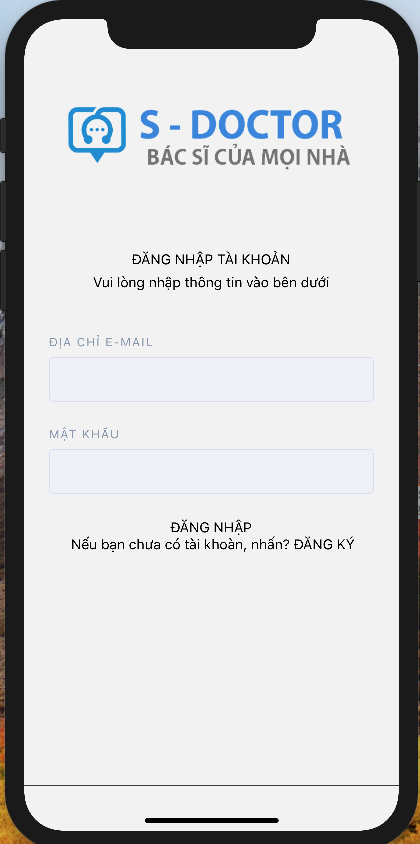 S - DOCTOR
BÁC SĨ CỦA MỌI NHÀ
ĐĂNG NHẬP TÀI KHOẢN
Vui lòng nhập thông tin vào bên dưới
ĐỊA CHỈ E-MAIL
MẬT KHẨU
ĐĂNG NHẬP
Nếu bạn chưa có tài khoàn, nhấn? ĐĂNG KÝ